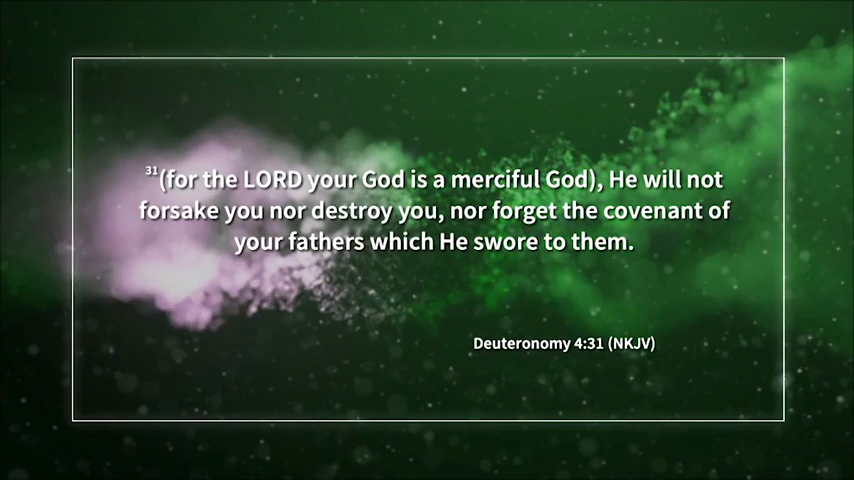 31(for the LORD your God is a merciful God), He will not
forsake you nor destroy you, nor forget the covenant of
your fathers which He swore to them.
Deuteronomy 4:31 (NKJV)